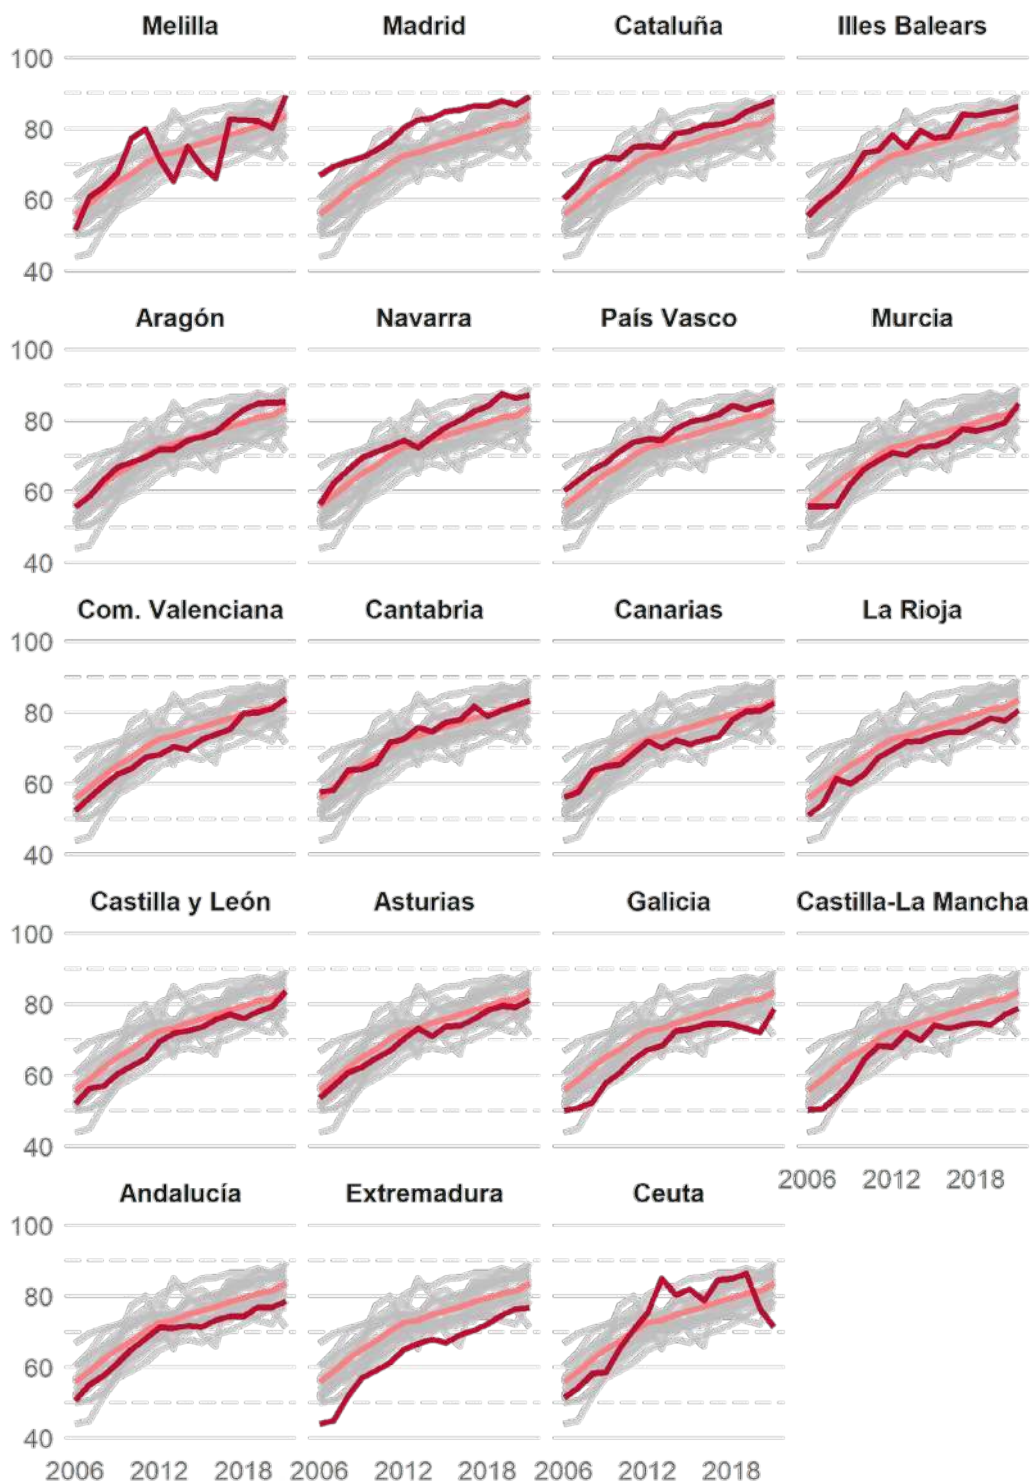 Melilla Madrid Cataluña Illes Balears
100
80
60
40
Aragón Navarra País Vasco Murcia
100
80
60
40
Com. Valenciana Cantabria Canarias La Rioja
100
80
60
40
Castilla y León Asturias Galicia Castilla-La Mancha
100
80
60
40
2006 2012 2018
Andalucía Extremadura Ceuta
100
80
60
40
2006 2012 2018 2006 2012 2018 2006 2012 2018